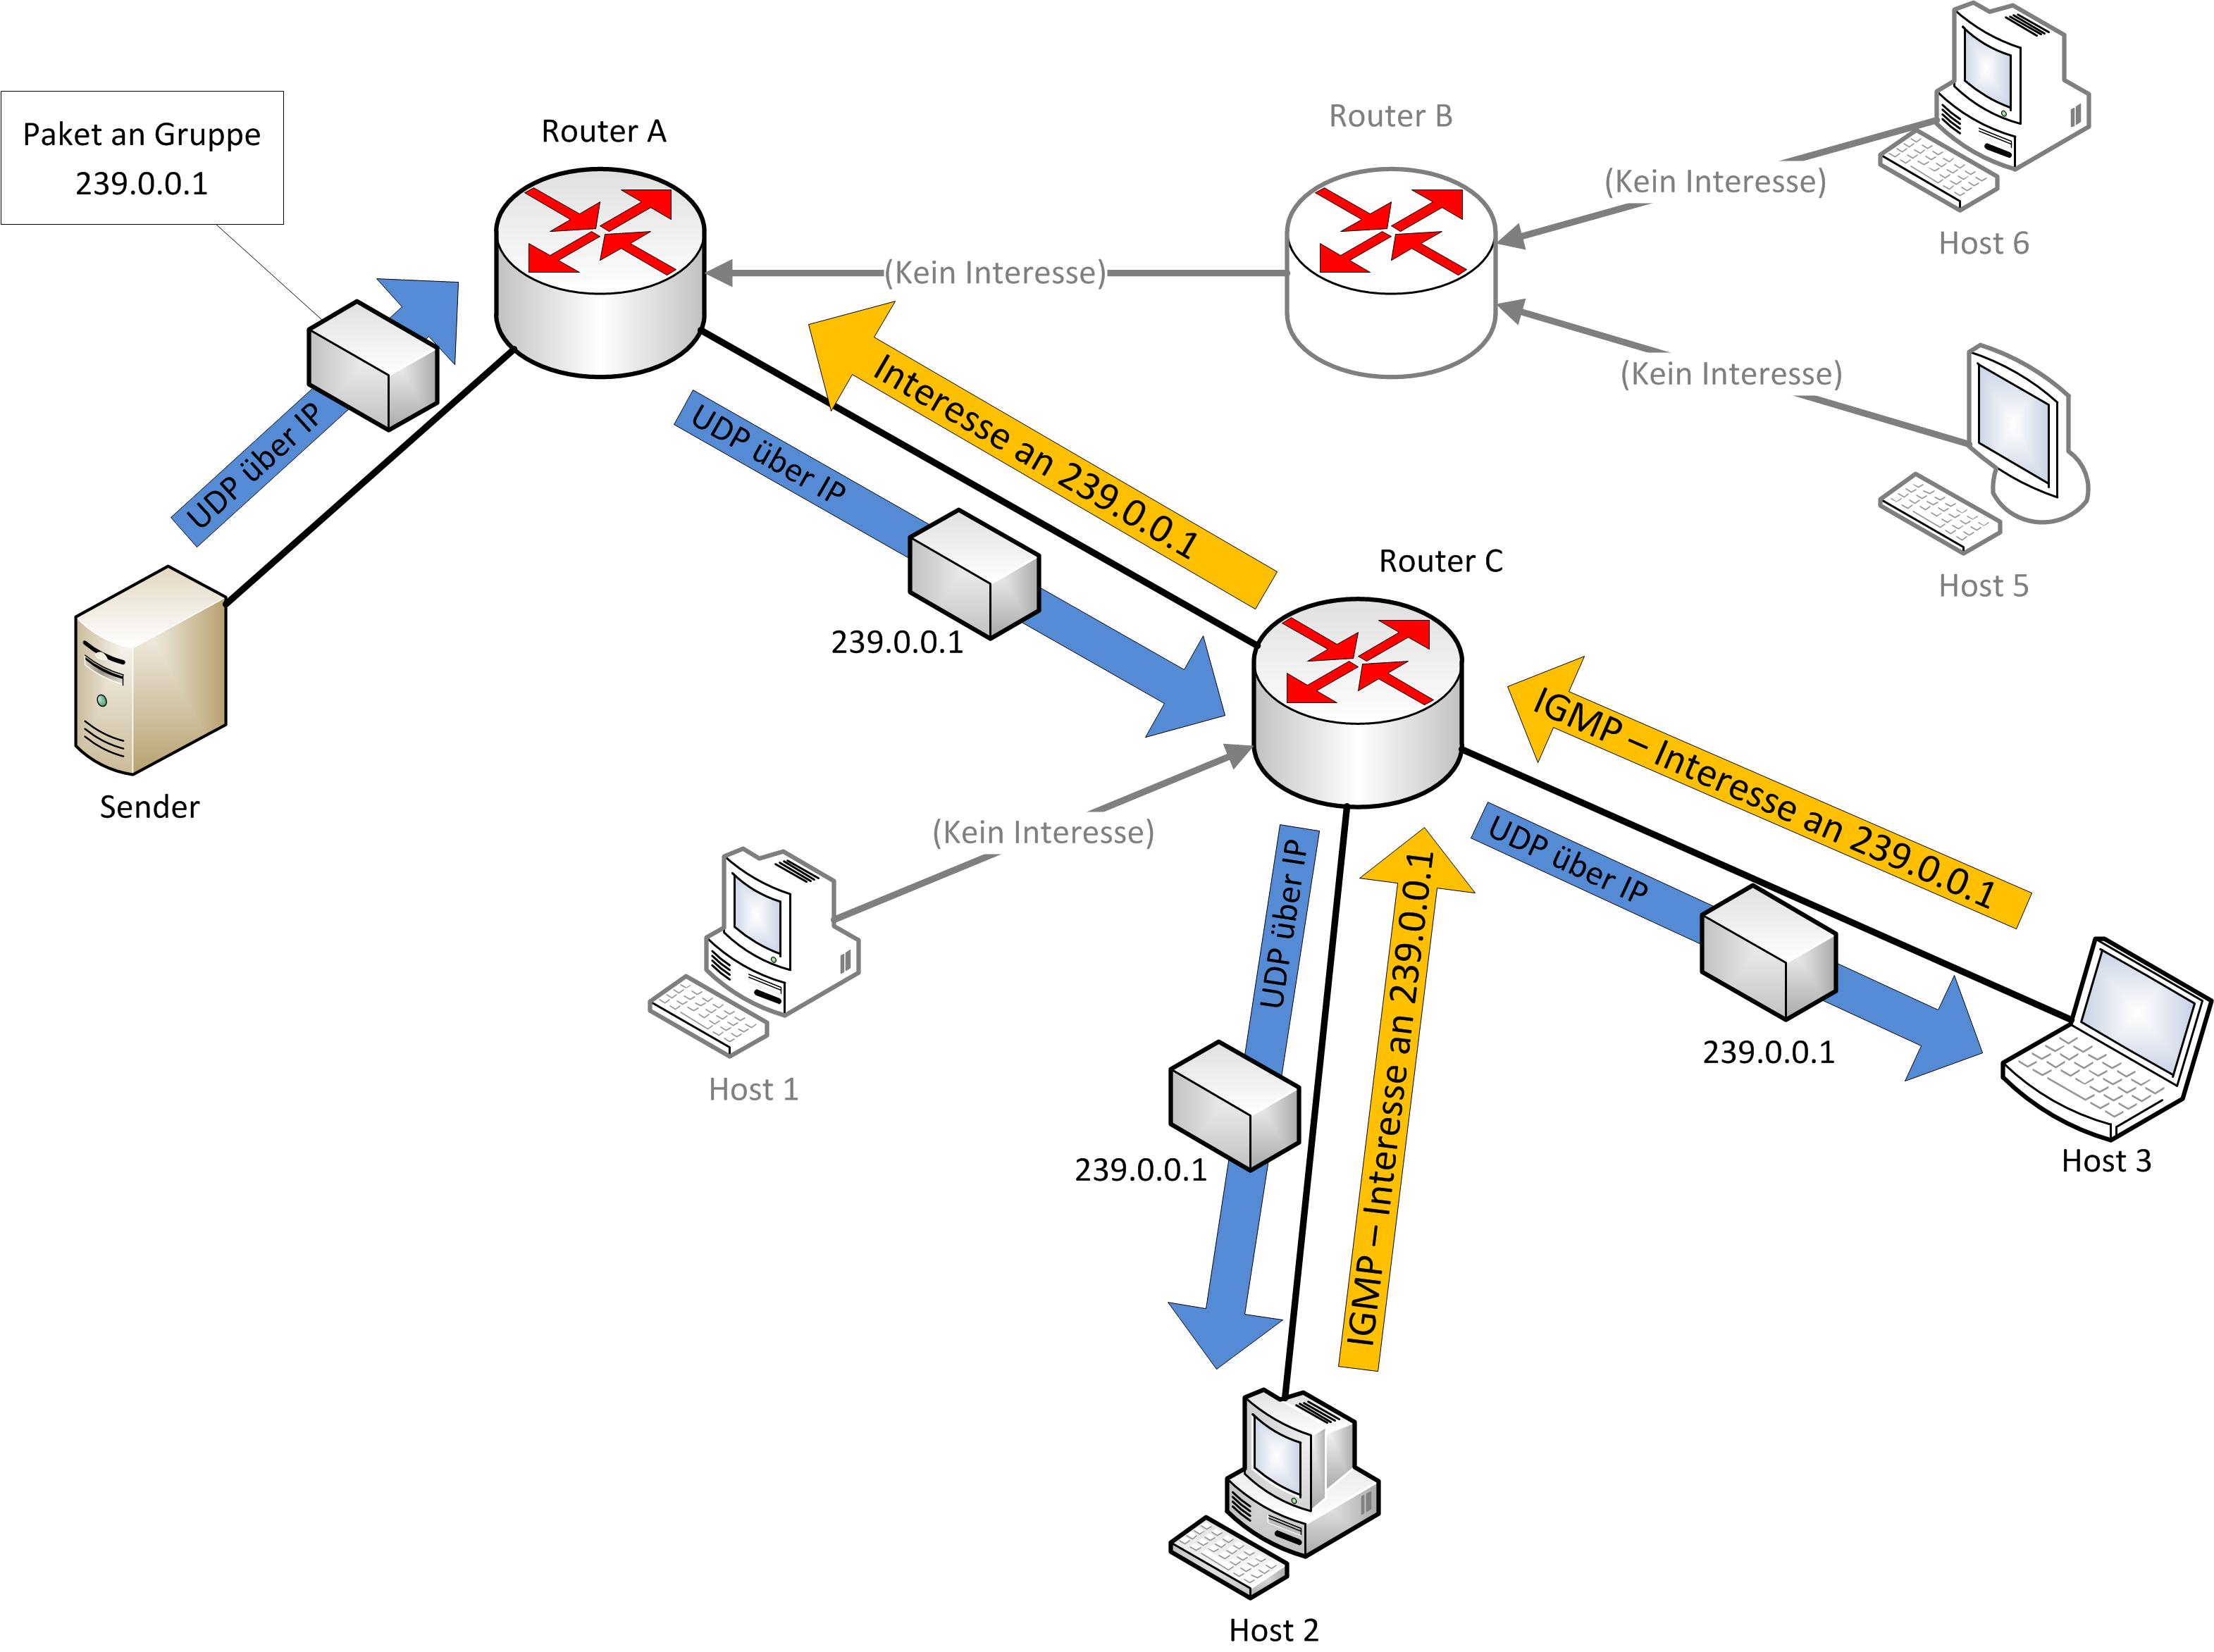 Paket an Gruppe
239.0.0.1
Router A
Router B
(Kein Interesse)
Host 6
(Kein Interesse)
(Kein Interesse)
Host 5
UDP über IP
Sender
UDP über IP
239.0.0.1
Interesse an 239.0.0.1
Router C
(Kein Interesse)
Host 1
UDP über IP
239.0.0.1
IGMP – Interesse an 239.0.0.1
Host 2
IGMP – Interesse an 239.0.0.1
UDP über IP
239.0.0.1
Host 3